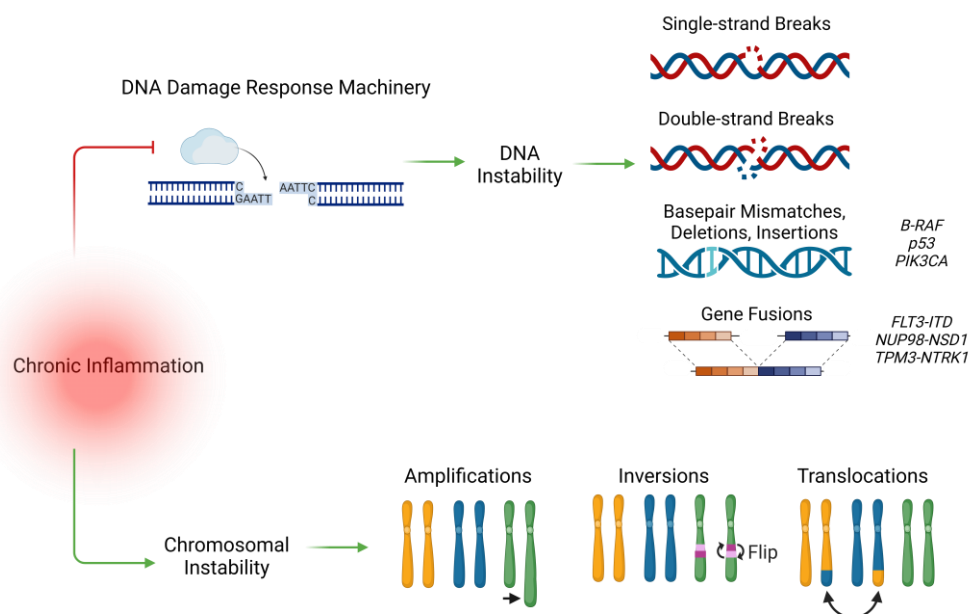 Single-strand Breaks
DNA Damage Response Machinery
Double-strand Breaks
DNA
Instability
C
GAATT
AATTC
C
Basepair Mismatches,
Deletions, Insertions
B-RAF
p53
PIK3CA
Gene Fusions
FLT3-ITD
NUP98-NSD1
TPM3-NTRK1
Chronic Inflammation
Amplifications
Inversions
Translocations
Chromosomal
Instability
Flip